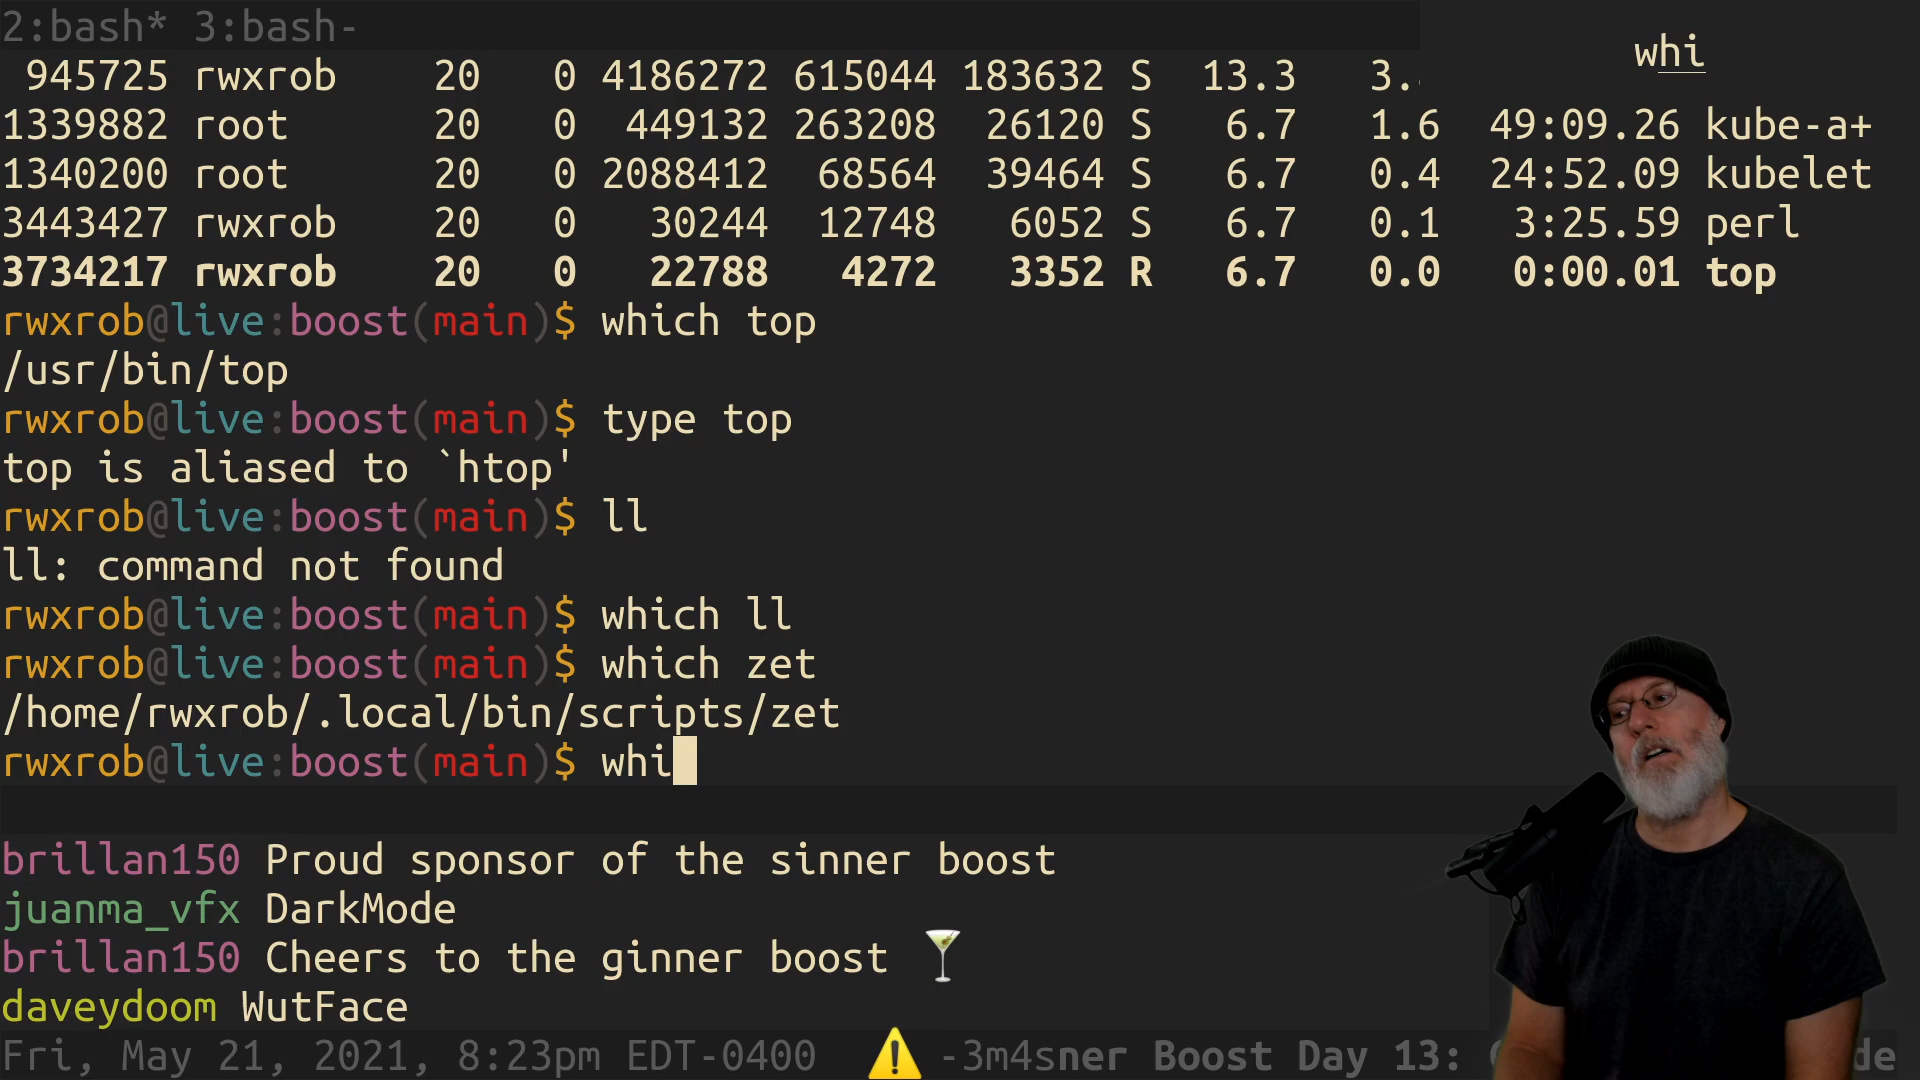 2:bash* 3:bash-
whi
945725 rwxrob 20 0 4186272 615044 183632 S 13.3 3.
1339882 root 20 0 449132 263208 26120 S 6.7 1.6 49:09.26 kube-a+
1340200 root 20 0 2088412 68564 39464 S 6.7 0.4 24:52.09 kubelet
3443427 rwxrob 20 0 30244 12748 6052 S 6.7 0.1 3:25.59 perl
3734217 rwxrob 20 0 22788 4272 3352 R 6.7 0.0 0:00.01 top
rwxrob@live:boost(main)$ which top
/usr/bin/top
rwxrob@live:boost(main)$ type top
top is aliased to `htop'
rwxrob@live:boost(main)$ ll
ll: command not found
rwxrob@live:boost(main)$ which ll
rwxrob@live:boost(main)$ which zet
/home/rwxrob/.local/bin/scripts/zet
rwxrob@live:boost(main)$ whi
brillan150 Proud sponsor of the sinner boost
juanma_vfx DarkMode
brillan150 Cheers to the ginner boost 🍸
daveydoom WutFace
Fri, May 21, 2021, 8:23pm EDT-0400 ⚠ -3m4sner Boost Day 13: de